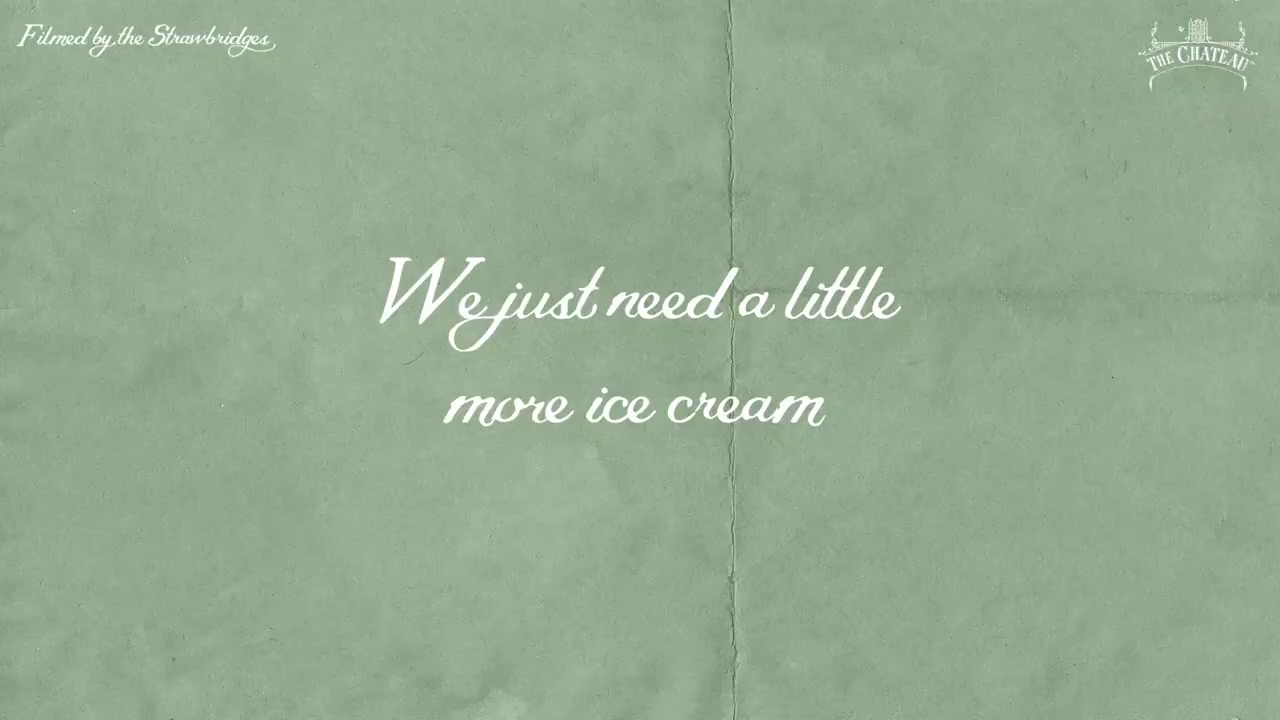 Filmed by the Strawbridges
THE CHATEAU
We just need a little
more ice cream